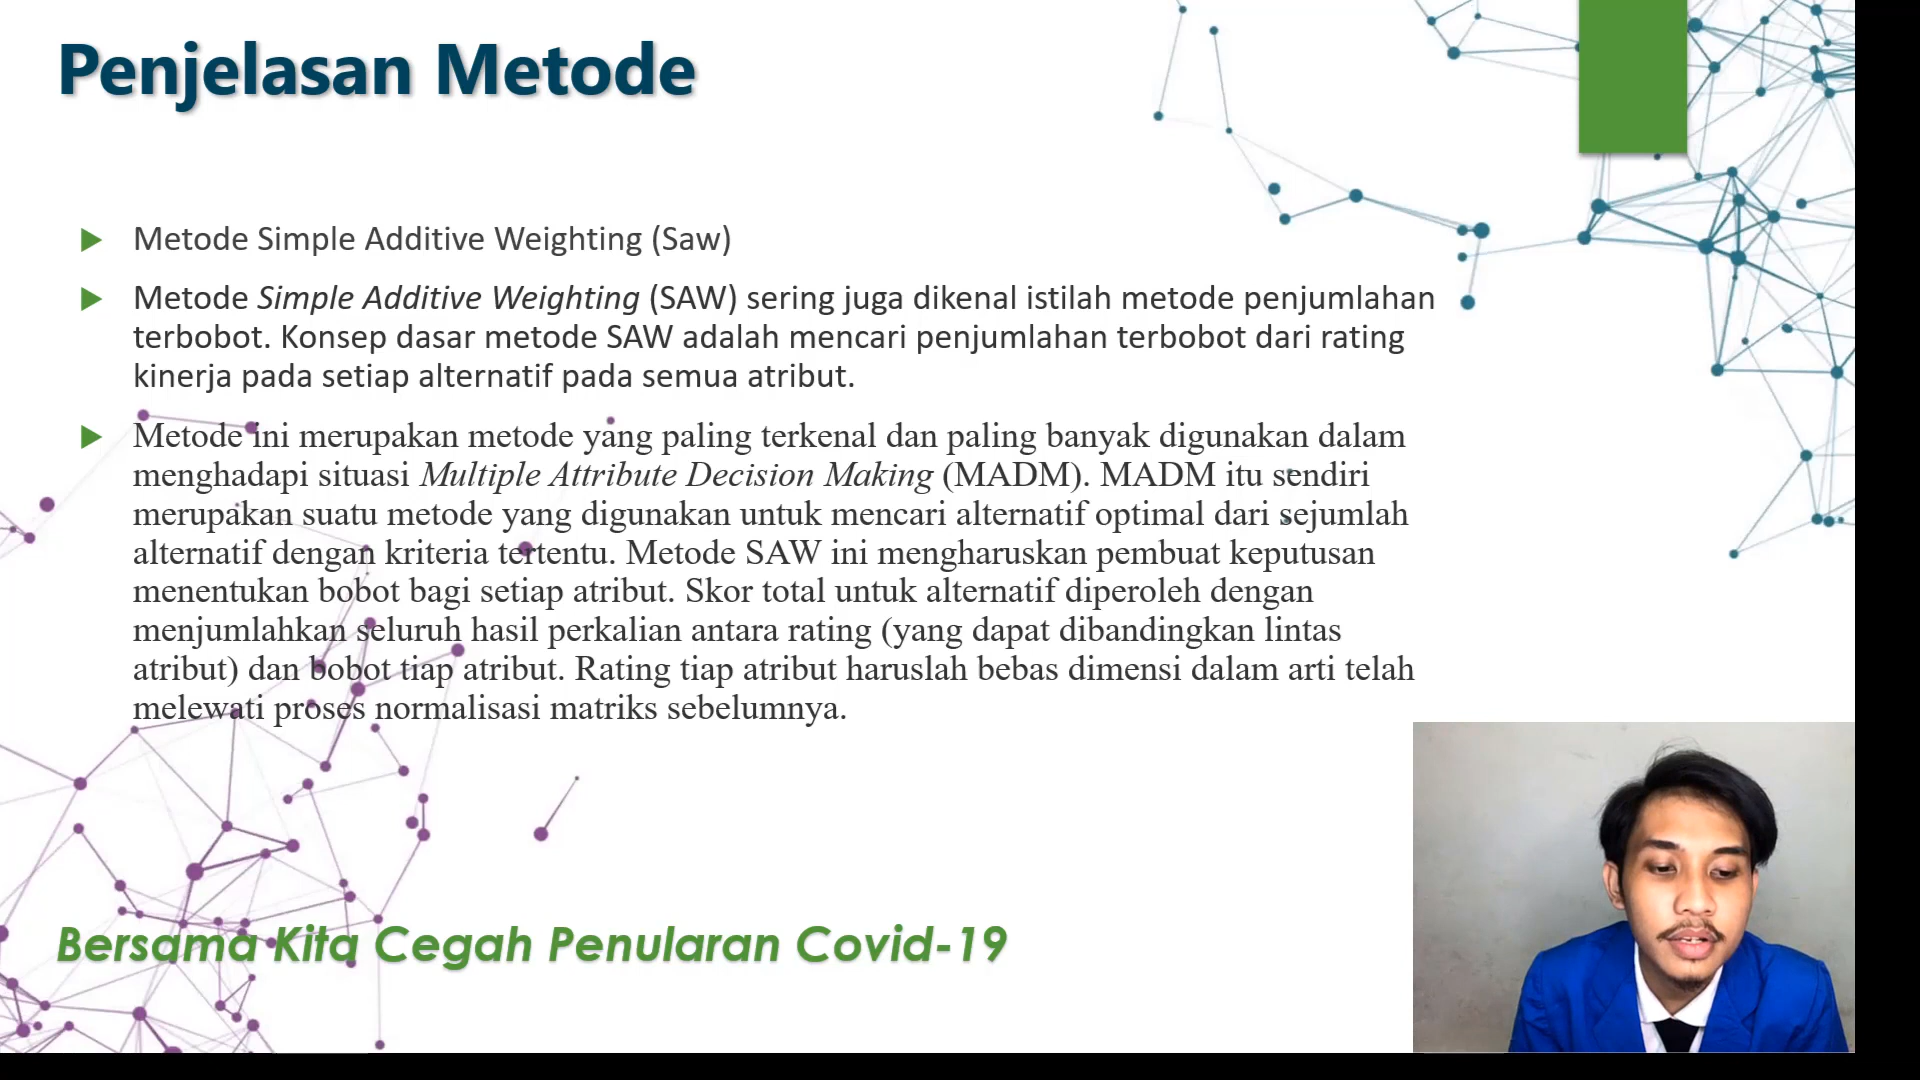 Penjelasan Metode
Metode Simple Additive Weighting (Saw)
Metode Simple Additive Weighting (SAW) sering juga dikenal istilah metode penjumlahan
terbobot. Konsep dasar metode SAW adalah mencari penjumlahan terbobot dari rating
kinerja pada setiap alternatif pada semua atribut.
Metode ini merupakan metode yang paling terkenal dan paling banyak digunakan dalam
menghadapi situasi Multiple Attribute Decision Making (MADM). MADM itu sendiri
merupakan suatu metode yang digunakan untuk mencari alternatif optimal dari sejumlah
alternatif dengan kriteria tertentu. Metode SAW ini mengharuskan pembuat keputusan
menentukan bobot bagi setiap atribut. Skor total untuk alternatif diperoleh dengan
menjumlahkan seluruh hasil perkalian antara rating (yang dapat dibandingkan lintas
atribut) dan bobot tiap atribut. Rating tiap atribut haruslah bebas dimensi dalam arti telah
melewati proses normalisasi matriks sebelumnya.
Bersama Kita Cegah Penularan Covid-19